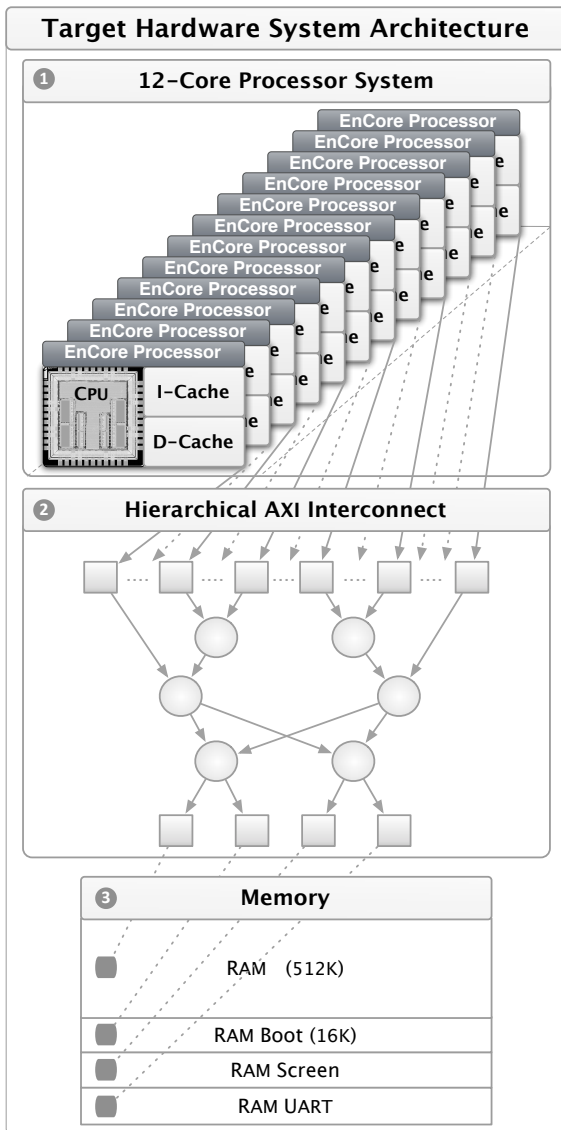 Target Hardware System Architecture
1 12-Core Processor System
EnCore Processor
EnCore Processor
EnCore Processor
EnCore Processor
EnCore Processor
EnCore Processor
EnCore Processor
EnCore Processor
EnCore Processor
EnCore Processor
EnCore Processor
EnCore Processor
CPU
I-Cache
D-Cache
2 Hierarchical AXI Interconnect
3 Memory
RAM (512K)
RAM Boot (16K)
RAM Screen
RAM UART